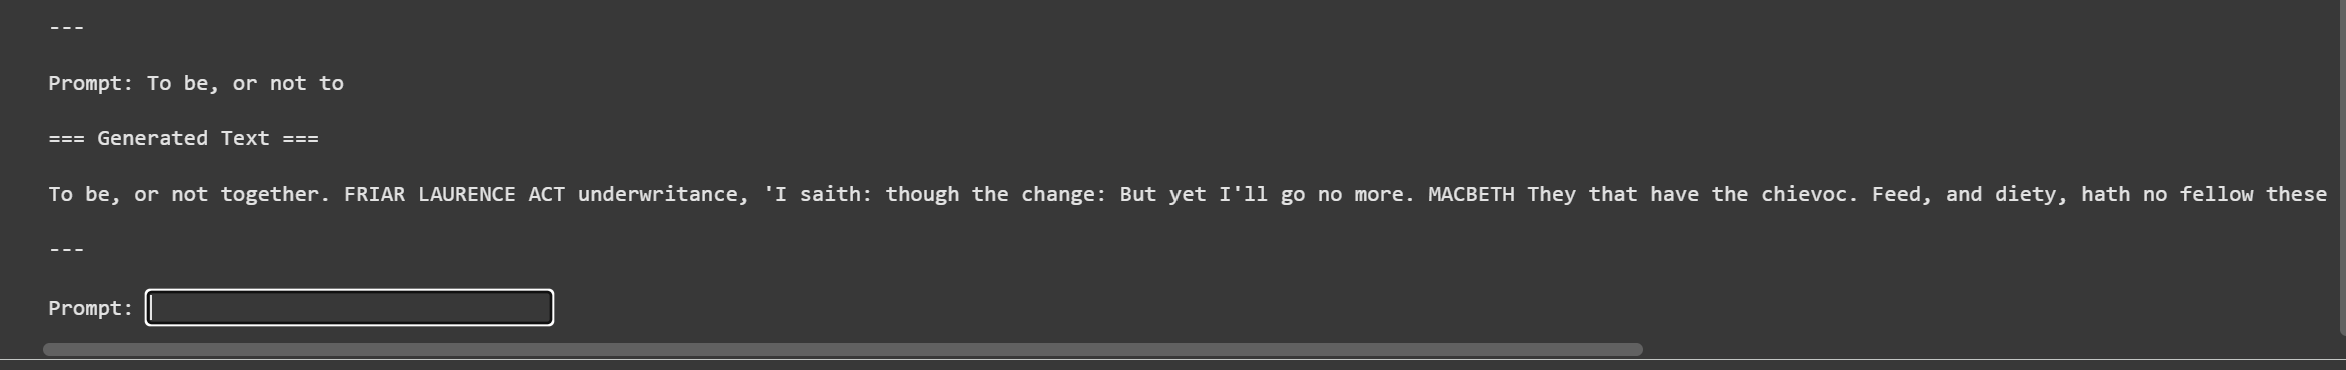 ---
Prompt: To be, or not to
=== Generated Text ===
To be, or not together. FRIAR LAURENCE ACT underwritance, 'I saith: though the change: But yet I'll go no more. MACBETH They that have the chievoc. Feed, and diety, hath no fellow these
---
Prompt: